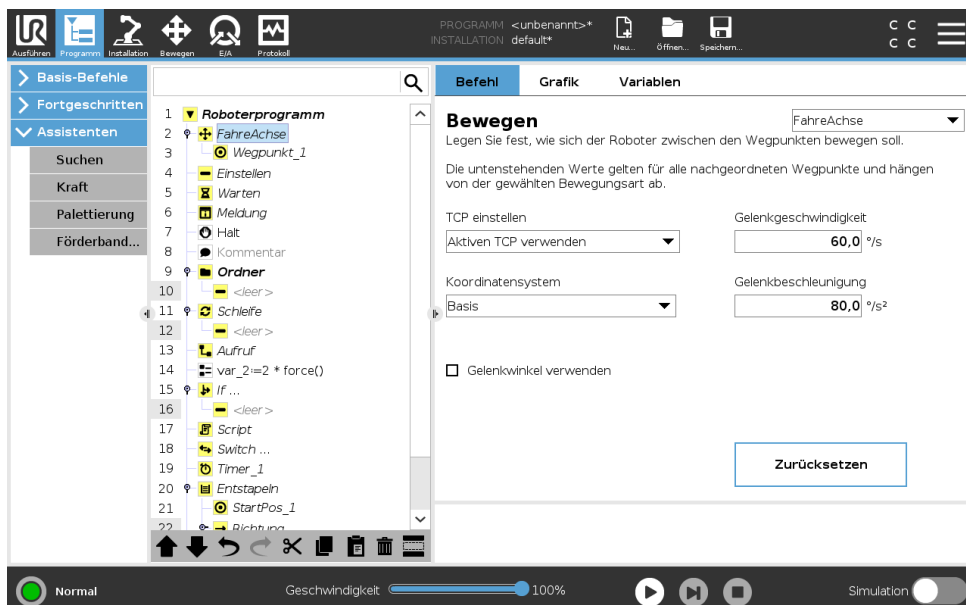 UR
PROGRAMM <unbenannt>*
INSTALLATION default*
Ausführen Programm Installation Bewegen E/A Protokoll
Neu... Öffnen... Speichern...
C C
C C
Basis-Befehle
Fortgeschritten
Assistenten
Suchen
Kraft
Palettierung
Förderband...
1 Roboterprogramm
2 FahreAchse
3 Wegpunkt_1
4 Einstellen
5 Warten
6 Meldung
7 Halt
8 Kommentar
9 Ordner
10 <leer>
11 Schleife
12 <leer>
13 Aufruf
14 var_2:=2 * force()
15 If ...
16 <leer>
17 Script
18 Switch ...
19 Timer_1
20 Entstapeln
21 StartPos_1
22 Richtung
Befehl Grafik Variablen
Bewegen
FahreAchse
Legen Sie fest, wie sich der Roboter zwischen den Wegpunkten bewegen soll.
Die untenstehenden Werte gelten für alle nachgeordneten Wegpunkte und hängen
von der gewählten Bewegungsart ab.
TCP einstellen
Gelenkgeschwindigkeit
Aktiven TCP verwenden
60,0 °/s
Koordinatensystem
Gelenkbeschleunigung
Basis
80,0 °/s²
Gelenkwinkel verwenden
Zurücksetzen
Normal
Geschwindigkeit
100%
Simulation